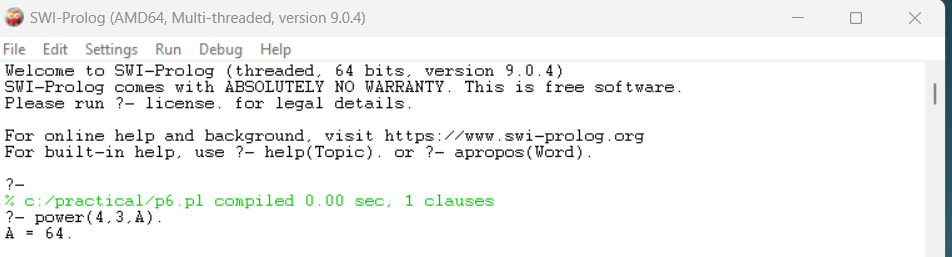 SWI-Prolog (AMD64, Multi-threaded, version 9.0.4)
File Edit Settings Run Debug Help
Welcome to SWI-Prolog (threaded, 64 bits, version 9.0.4)
SWI-Prolog comes with ABSOLUTELY NO WARRANTY. This is free software.
Please run ?- license. for legal details.
For online help and background, visit https://www.swi-prolog.org
For built-in help, use ?- help(Topic). or ?- apropos(Word).
?-
% c:/practical/p6.pl compiled 0.00 sec, 1 clauses
?- power(4,3,A).
A = 64.